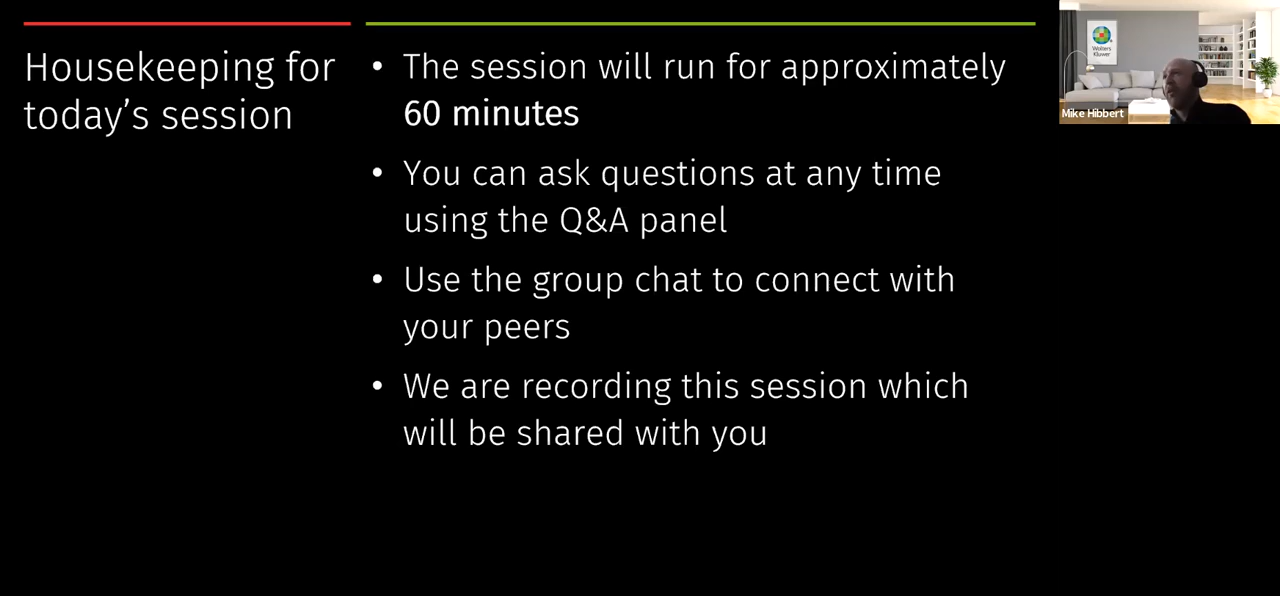 Housekeeping for
today’s session
• The session will run for approximately
60 minutes
• You can ask questions at any time
using the Q&A panel
• Use the group chat to connect with
your peers
• We are recording this session which
will be shared with you
Wolters
Kluwer
Mike Hibbert